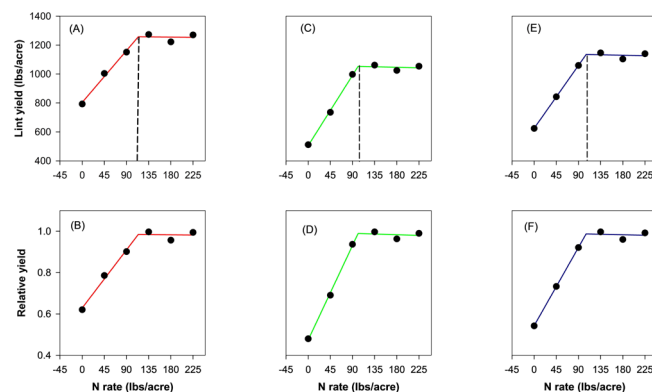 (A)
(C)
(E)
Lint yield (lbs/acre)
1400
1200
1000
800
600
400
-45 0 45 90 135 180 225
-45 0 45 90 135 180 225
-45 0 45 90 135 180 225
(B)
(D)
(F)
Relative yield
1.0
0.8
0.6
0.4
-45 0 45 90 135 180 225
-45 0 45 90 135 180 225
-45 0 45 90 135 180 225
N rate (lbs/acre)
N rate (lbs/acre)
N rate (lbs/acre)